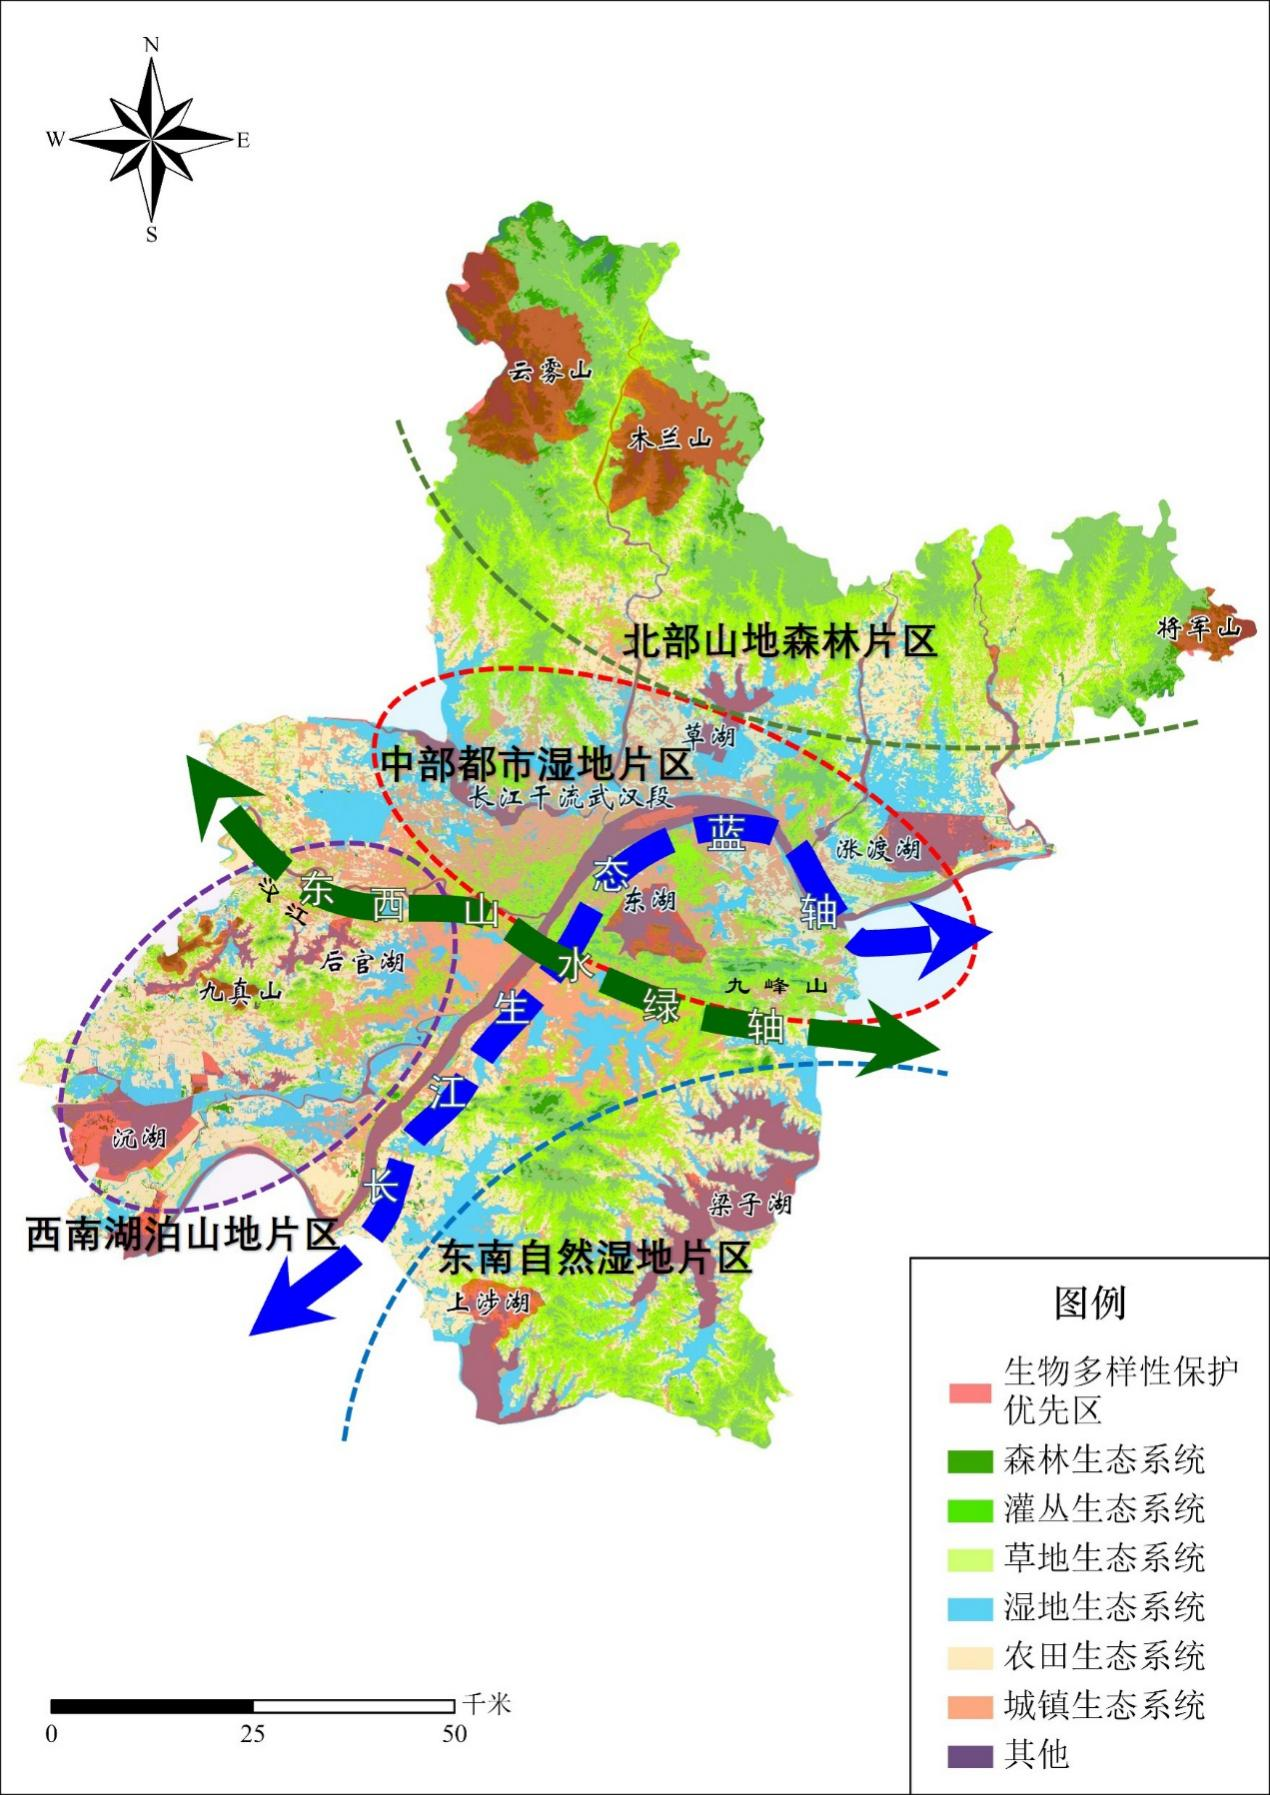 N
W
E
S
云雾山
木兰山
将军山
北部山地森林片区
草湖
中部都市湿地片区
长江干流武汉段
涨渡湖
东湖
汉江
东西山水绿轴
后官湖
九真山
九峰山
长江生态蓝轴
沉湖
梁子湖
西南湖泊山地片区
东南自然湿地片区
上涉湖
图例
生物多样性保护
优先区
森林生态系统
灌丛生态系统
草地生态系统
湿地生态系统
农田生态系统
城镇生态系统
其他
千米
0
25
50